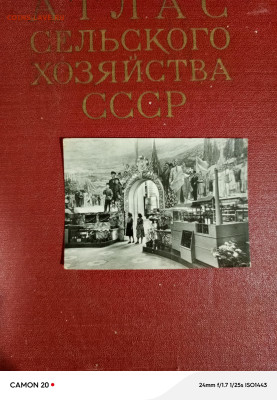 АТЛАС
СЕЛЬСКОГО
ХОЗЯЙСТВА
СССР
CAMON 20
24mm f/1.7 1/25s ISO1443